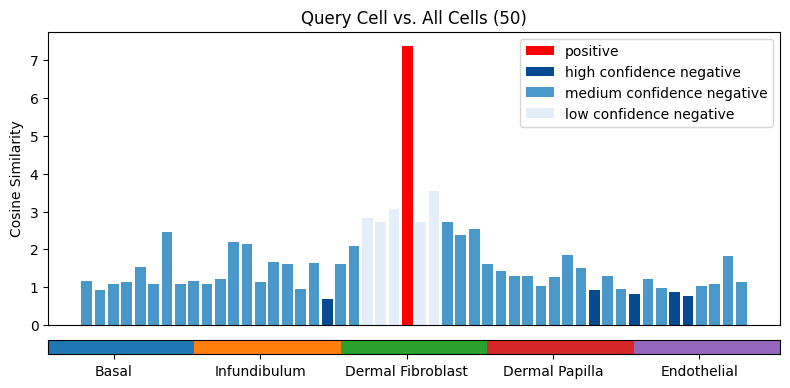 Query Cell vs. All Cells (50)
Cosine Similarity
7
6
5
4
3
2
1
0
positive
high confidence negative
medium confidence negative
low confidence negative
Basal
Infundibulum
Dermal Fibroblast
Dermal Papilla
Endothelial